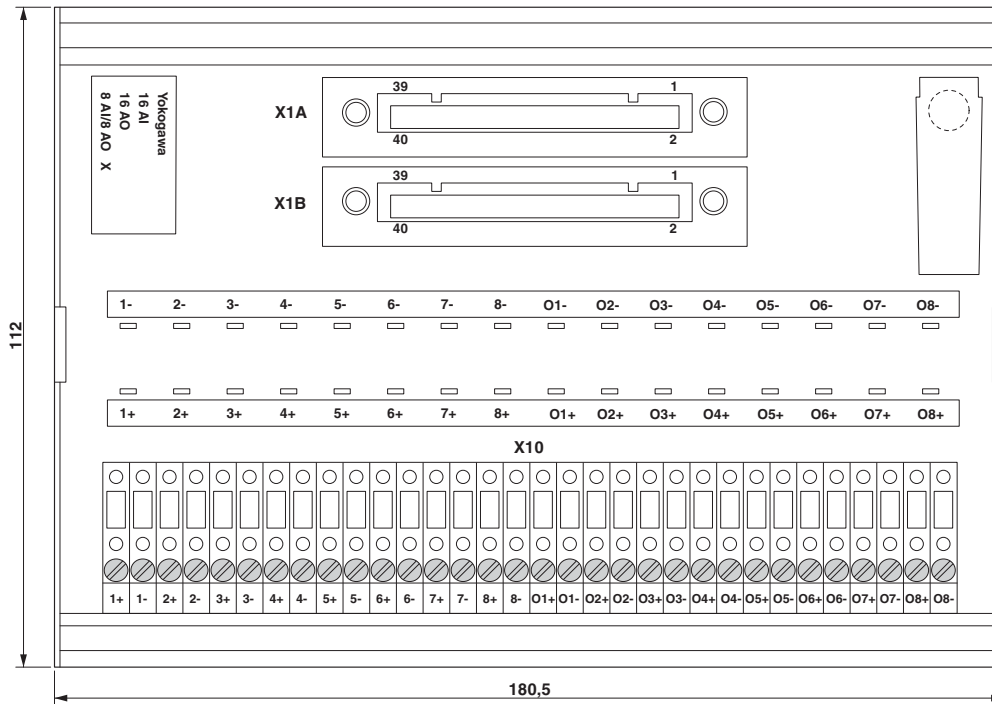 Yokogawa
16 AI
16 AO
8 AI/8 AO X
X1A
39 1
40 2
X1B
39 1
40 2
1- 2- 3- 4- 5- 6- 7- 8- O1- O2- O3- O4- O5- O6- O7- O8-
112
1+ 2+ 3+ 4+ 5+ 6+ 7+ 8+ O1+ O2+ O3+ O4+ O5+ O6+ O7+ O8+
X10
1+ 1- 2+ 2- 3+ 3- 4+ 4- 5+ 5- 6+ 6- 7+ 7- 8+ 8- O1+ O1- O2+ O2- O3+ O3- O4+ O4- O5+ O5- O6+ O6- O7+ O7- O8+ O8-
180,5